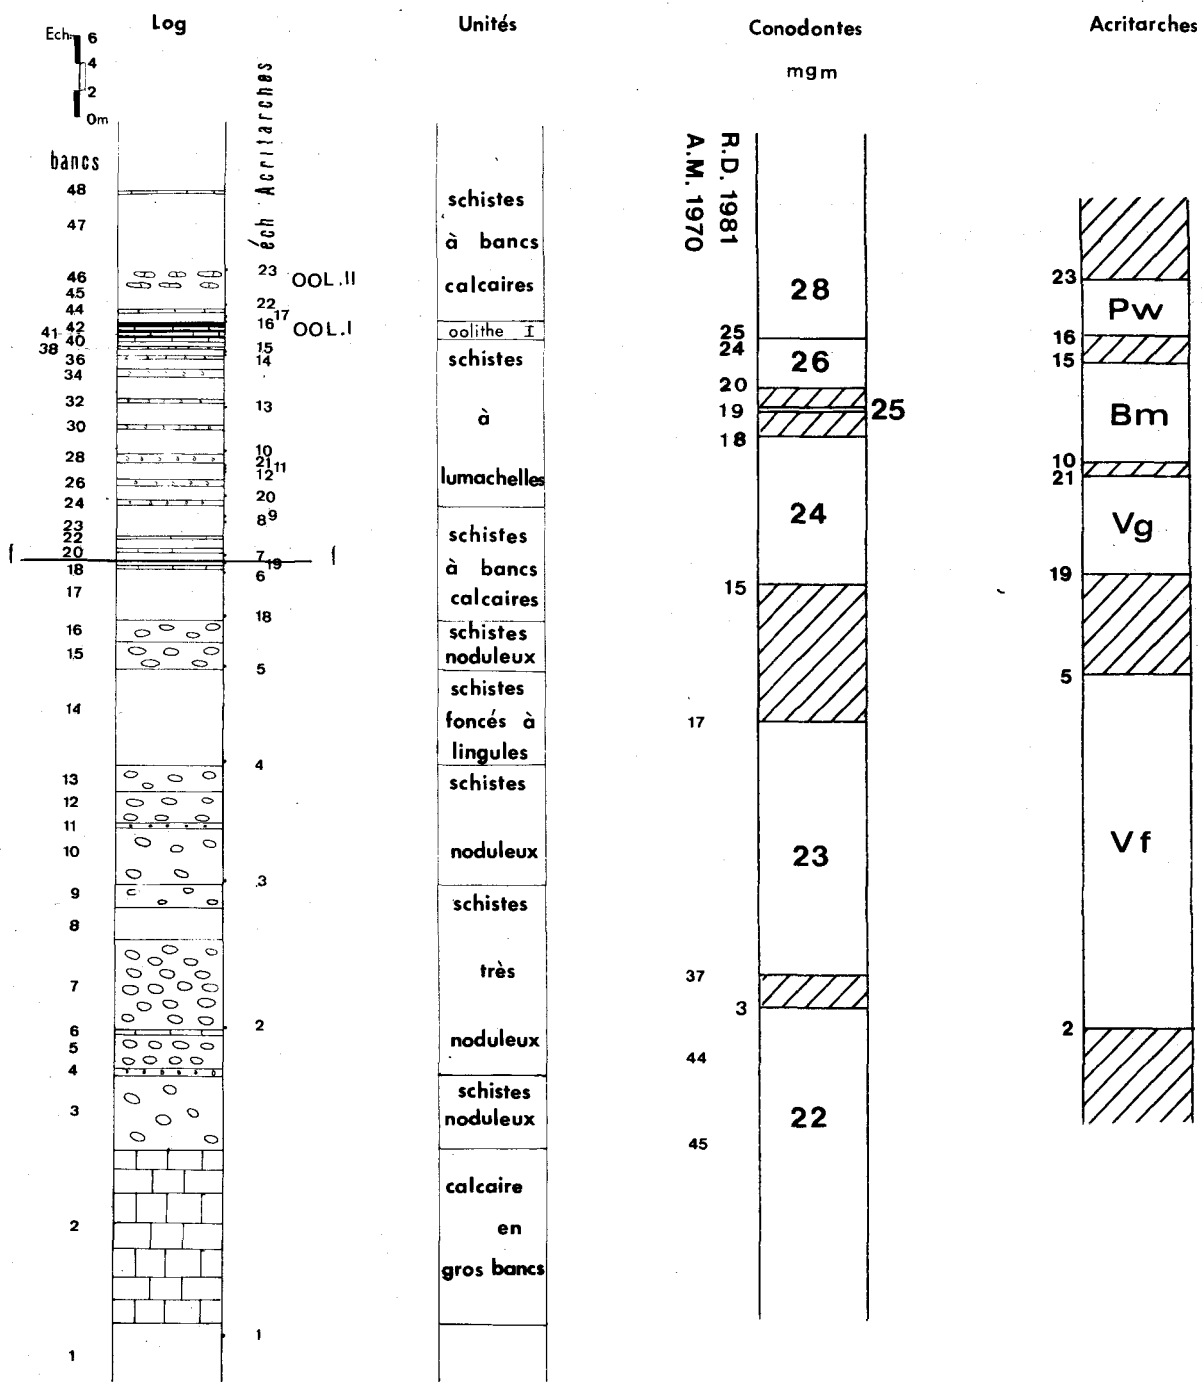 Log
Unités
Conodontes
Acritarches
mgm
Ech. 6
4
2
0m
bancs
48
47
46
45
44
42
41
40
38
36
34
32
30
28
26
24
23
22
20
18
17
16
15
14
13
12
11
10
9
8
7
6
5
4
3
2
1
éch Acritarches
23 OOL.II
22
17
16 OOL.I
15
14
13
10
21 11
12
20
9
8
7
19
6
18
5
4
3
2
1
f
f
schistes
à bancs
calcaires
oolithe I
schistes
à
lumachelles
schistes
à bancs
calcaires
schistes
noduleux
schistes
foncés à
lingules
schistes
noduleux
schistes
très
noduleux
schistes
noduleux
calcaire
en
gros bancs
R.D. 1981
A.M. 1970
28
25
24
26
20
19
25
18
24
15
17
23
37
3
44
22
45
23
Pw
16
15
Bm
10
21
Vg
19
5
Vf
2